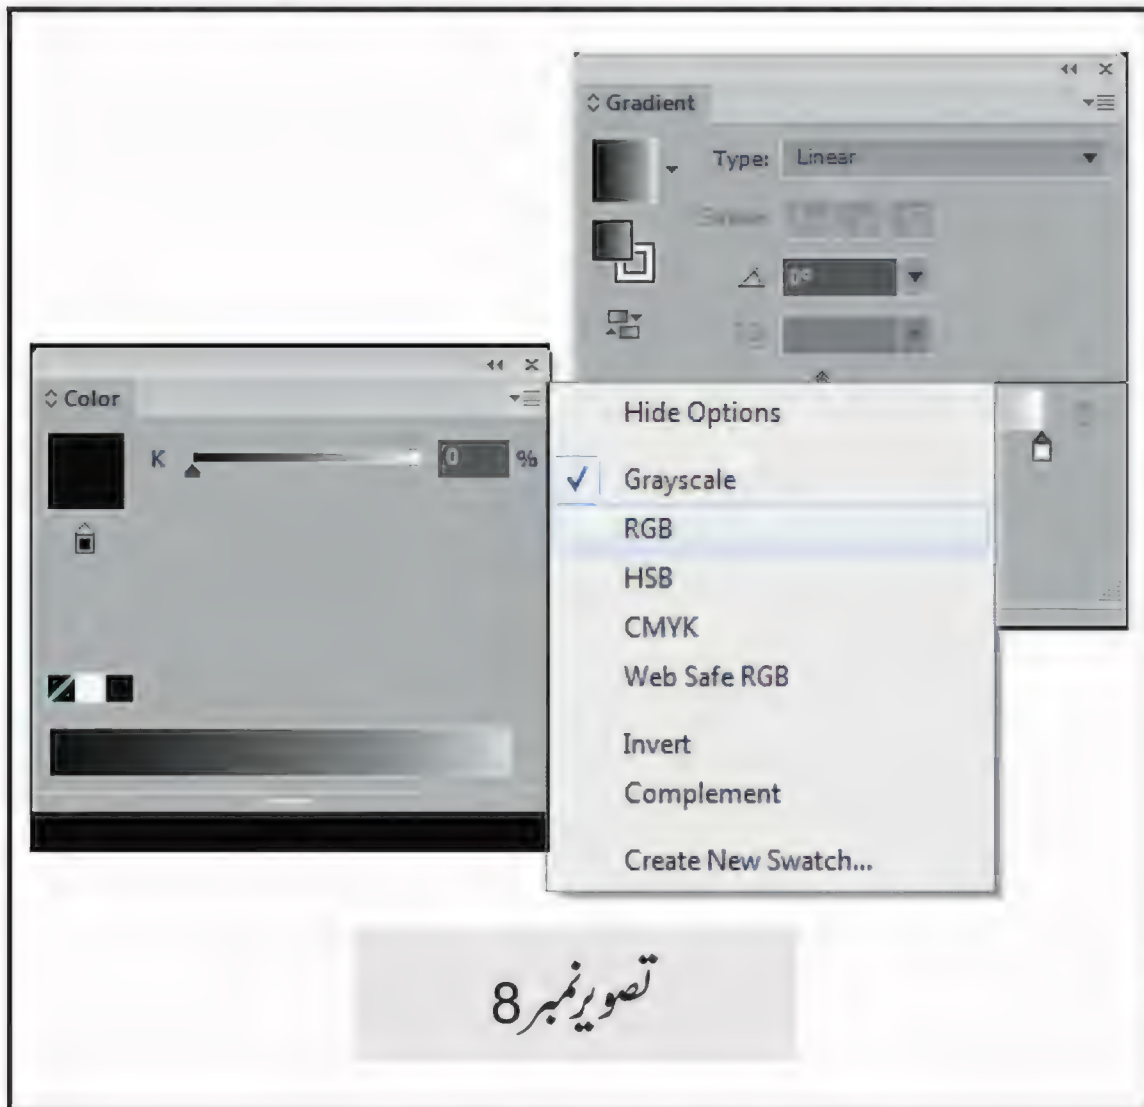 Gradient
Type: Linear
Stroke:
0°
Color
K 0 %
Hide Options
Grayscale
RGB
HSB
CMYK
Web Safe RGB
Invert
Complement
Create New Swatch...
تصویر نمبر 8